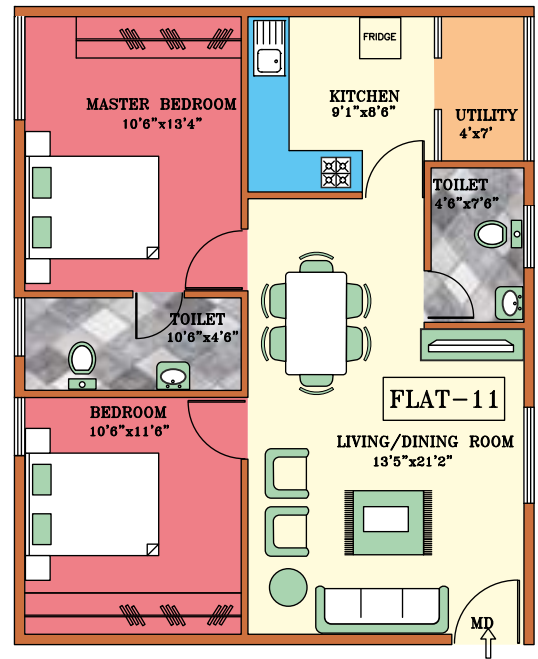 FRIDGE
MASTER BEDROOM
10'6"x13'4"
KITCHEN
9'1"x8'6"
UTILITY
4'x7'
TOILET
4'6"x7'6"
TOILET
10'6"x4'6"
FLAT-11
BEDROOM
10'6"x11'6"
LIVING/DINING ROOM
13'5"x21'2"
MD